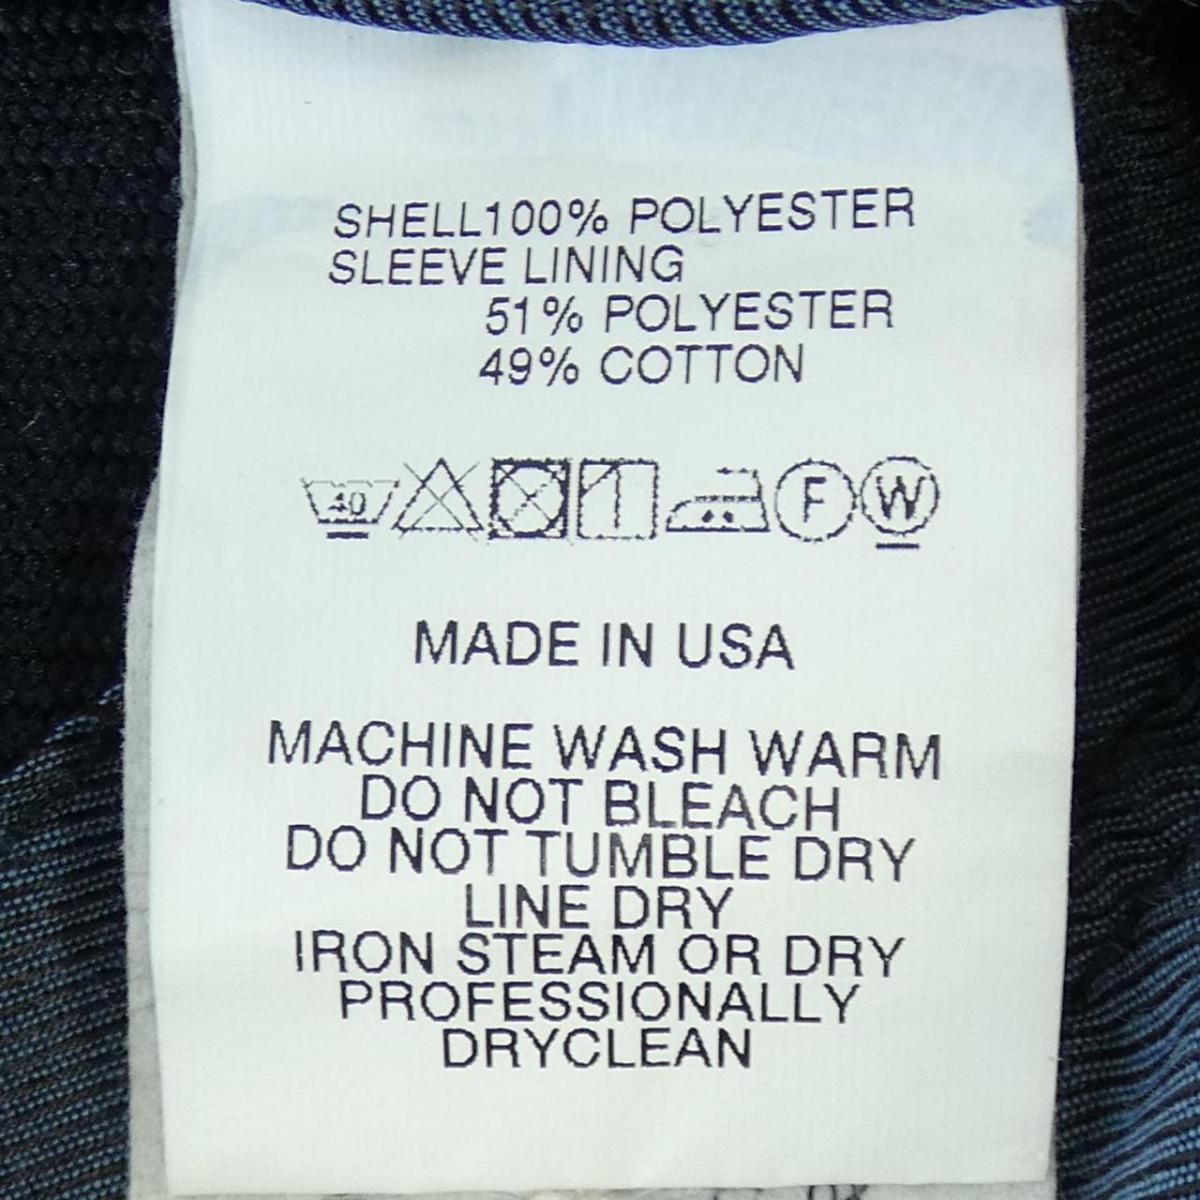 SHELL100% POLYESTER
SLEEVE LINING
51% POLYESTER
49% COTTON
40 F W
MADE IN USA
MACHINE WASH WARM
DO NOT BLEACH
DO NOT TUMBLE DRY
LINE DRY
IRON STEAM OR DRY
PROFESSIONALLY
DRYCLEAN